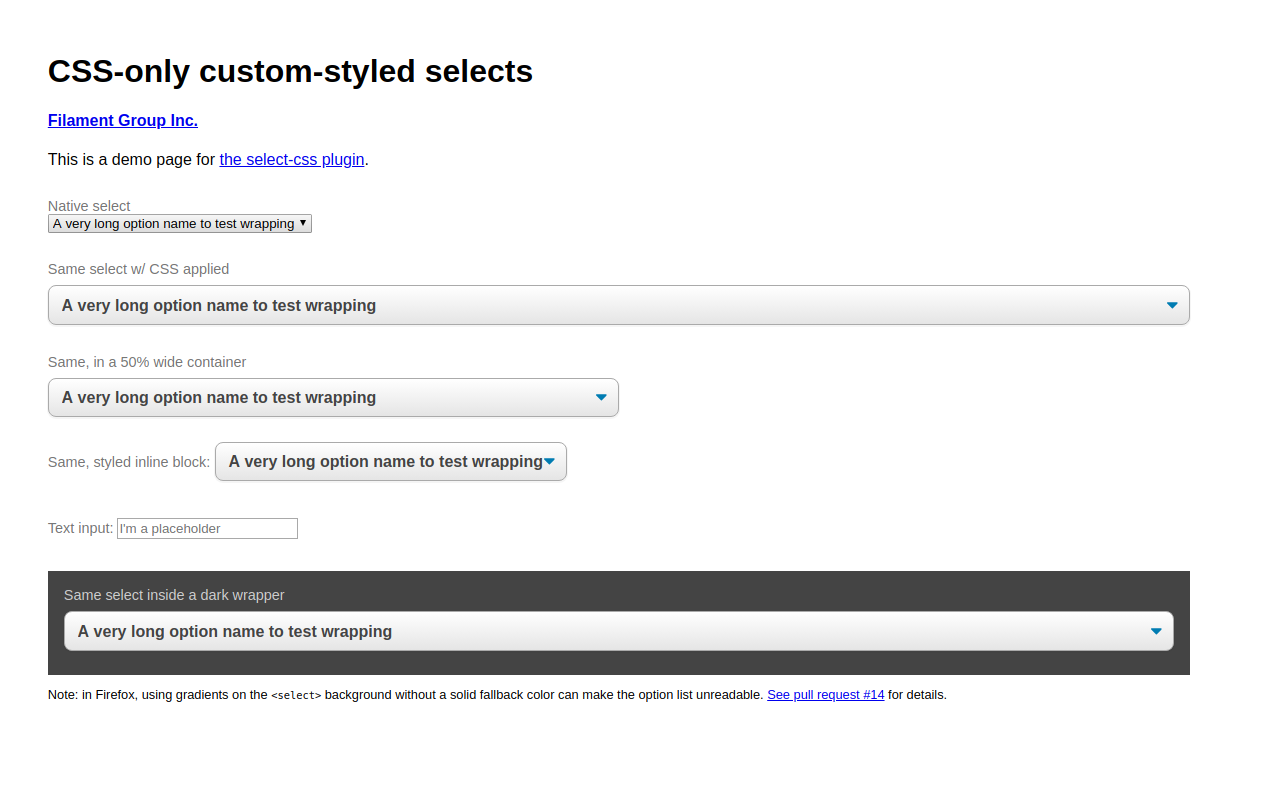 CSS-only custom-styled selects
Filament Group Inc.
This is a demo page for the select-css plugin.
Native select
A very long option name to test wrapping
Same select w/ CSS applied
A very long option name to test wrapping
Same, in a 50% wide container
A very long option name to test wrapping
Same, styled inline block: A very long option name to test wrapping
Text input: I'm a placeholder
Same select inside a dark wrapper
A very long option name to test wrapping
Note: in Firefox, using gradients on the <select> background without a solid fallback color can make the option list unreadable. See pull request #14 for details.